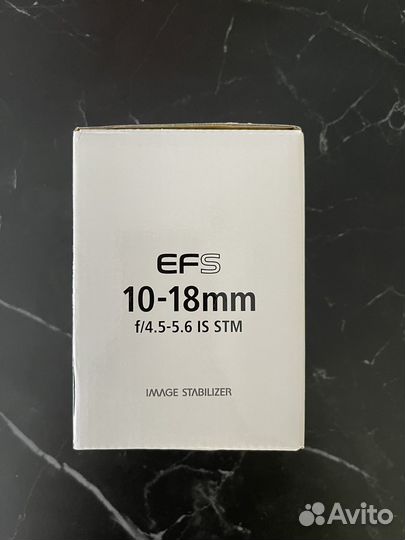 EFS
10-18mm
f/4.5-5.6 IS STM
IMAGE STABILIZER
Avito